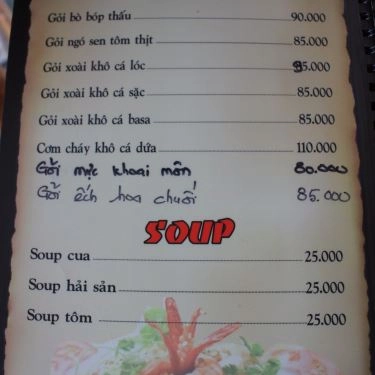 Gỏi bò bóp thấu 90.000
Gỏi ngó sen tôm thịt 85.000
Gỏi xoài khô cá lóc 95.000
Gỏi xoài khô cá sặc 85.000
Gỏi xoài khô cá basa 85.000
Cơm cháy khô cá dứa 110.000
Gỏi mực khoai môn 80.000
Gỏi ếch hoa chuối 85.000
SOUP
Soup cua 25.000
Soup hải sản 25.000
Soup tôm 25.000